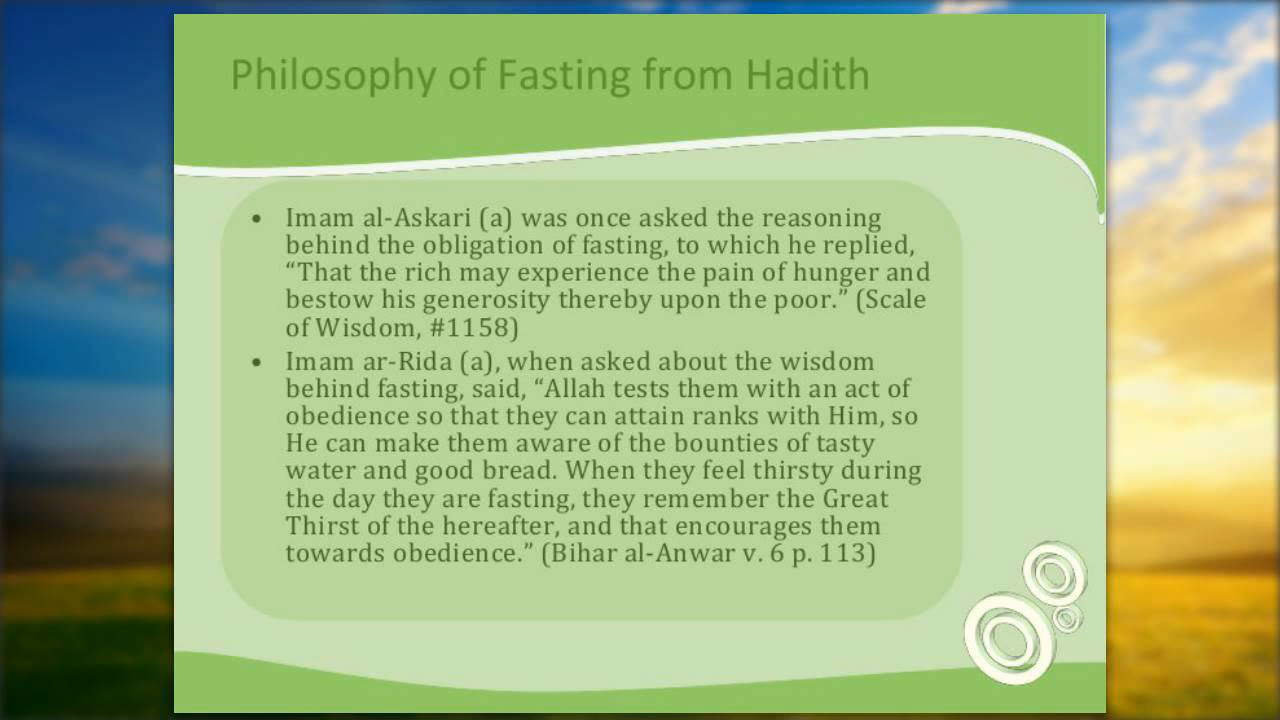 Philosophy of Fasting from Hadith
• Imam al-Askari (a) was once asked the reasoning
behind the obligation of fasting, to which he replied,
“That the rich may experience the pain of hunger and
bestow his generosity thereby upon the poor.” (Scale
of Wisdom, #1158)
• Imam ar-Rida (a), when asked about the wisdom
behind fasting, said, “Allah tests them with an act of
obedience so that they can attain ranks with Him, so
He can make them aware of the bounties of tasty
water and good bread. When they feel thirsty during
the day they are fasting, they remember the Great
Thirst of the hereafter, and that encourages them
towards obedience.” (Bihar al-Anwar v. 6 p. 113)